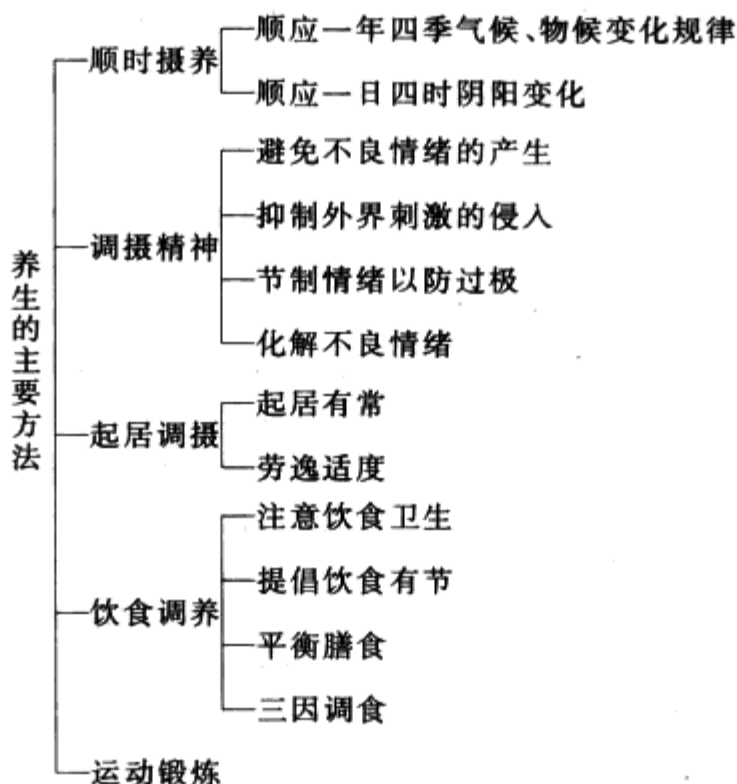 养生的主要方法
顺时摄养
顺应一年四季气候、物候变化规律
顺应一日四时阴阳变化
调摄精神
避免不良情绪的产生
抑制外界刺激的侵入
节制情绪以防过极
化解不良情绪
起居调摄
起居有常
劳逸适度
饮食调养
注意饮食卫生
提倡饮食有节
平衡膳食
三因调食
运动锻炼